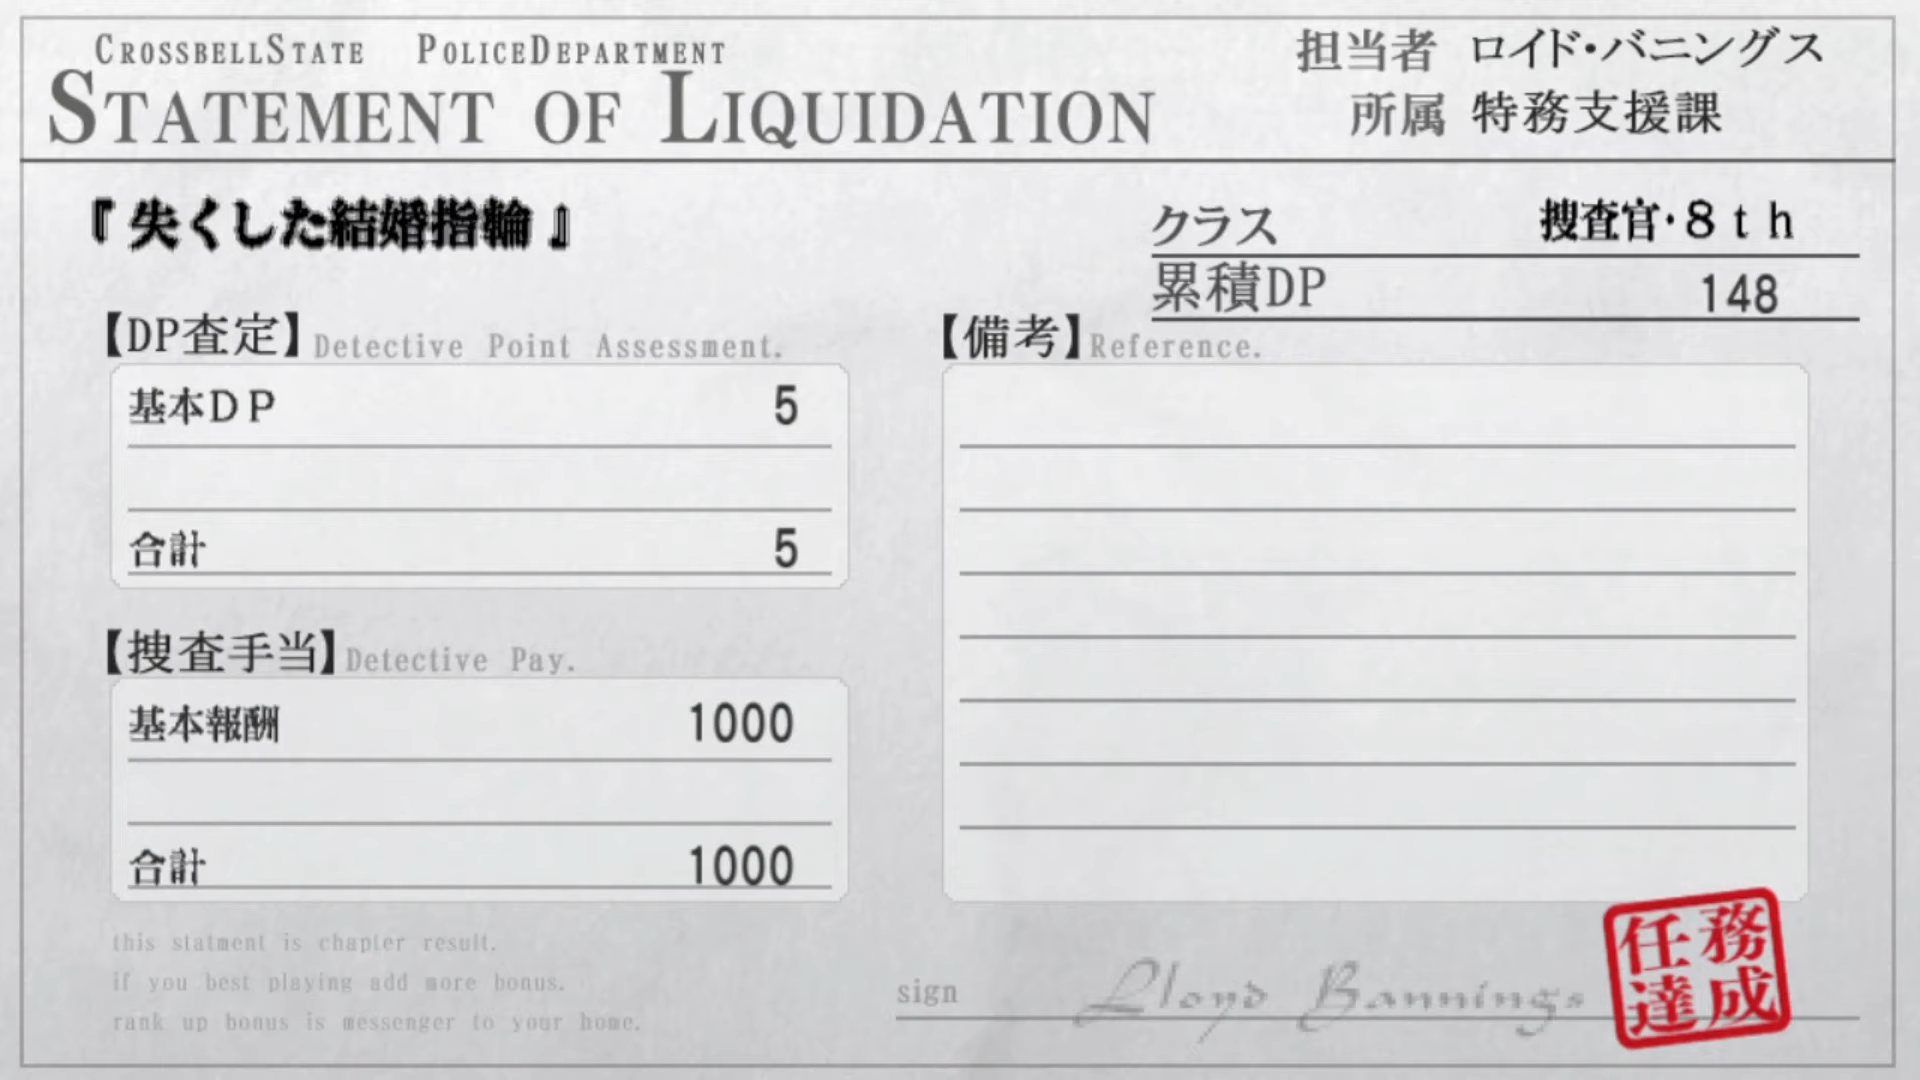 CROSSBELLSTATE POLICEDEPARTMENT
STATEMENT OF LIQUIDATION
担当者 ロイド・バニングス
所属 特務支援課
『失くした結婚指輪』
クラス 捜査官・8th
累積DP 148
【DP査定】Detective Point Assessment.
基本DP 5
合計 5
【捜査手当】Detective Pay.
基本報酬 1000
合計 1000
【備考】Reference.
this statment is chapter result.
if you best playing add more bonus.
rank up bonus is messenger to your home.
sign Lloyd Bannings
任務
達成